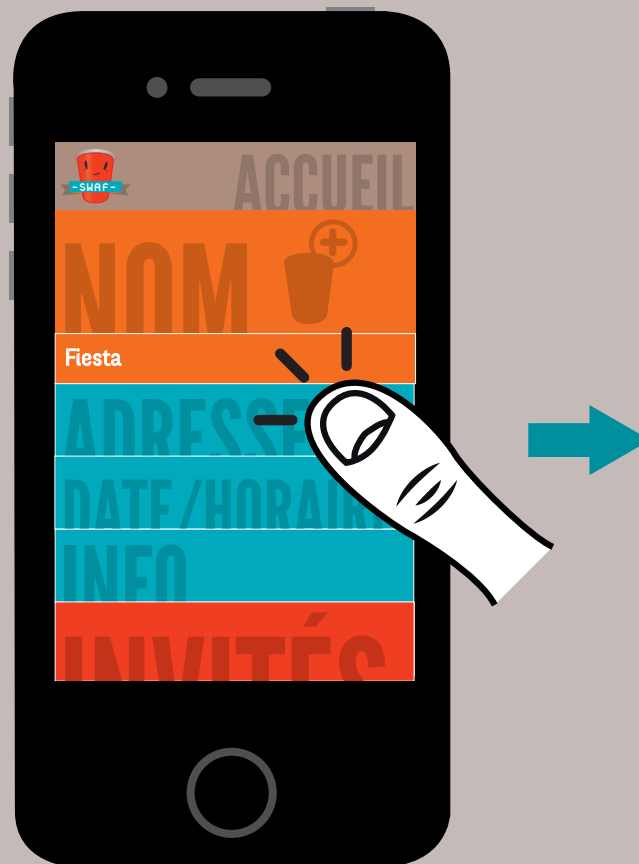 -SWAF-
ACCUEIL
NOM
Fiesta
ADRESSE
DATE/HORAIRE
INFO
INVITÉS